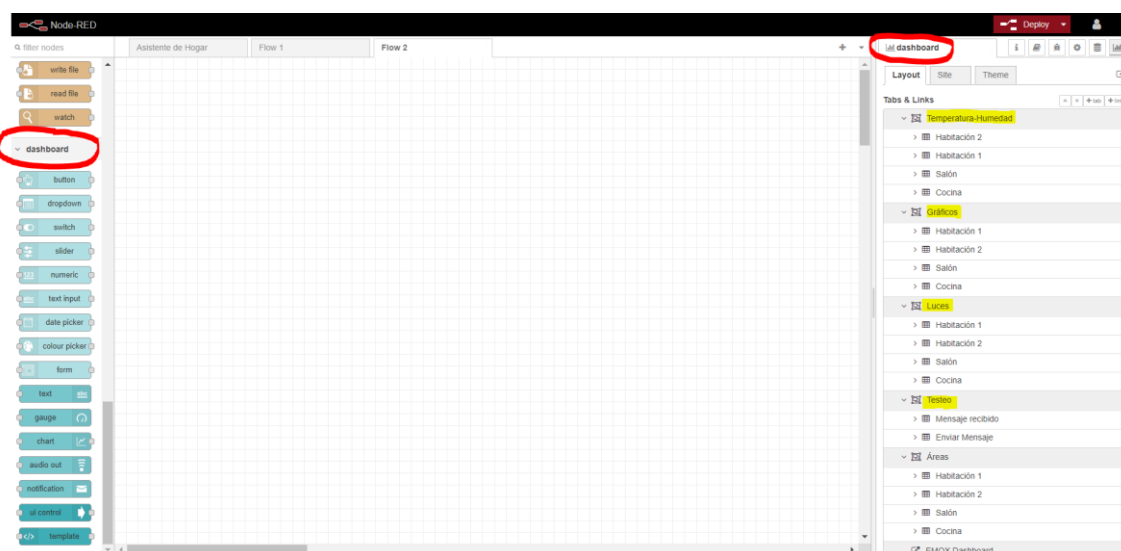 Node-RED
Deploy
filter nodes
Asistente de Hogar
Flow 1
Flow 2
dashboard
i
write file
read file
watch
dashboard
button
dropdown
switch
slider
numeric
text input
date picker
colour picker
form
text
gauge
chart
audio out
notification
ui control
template
Layout
Site
Theme
Tabs & Links
+ tab
Temperatura-Humedad
Habitación 2
Habitación 1
Salón
Cocina
Gráficos
Habitación 1
Habitación 2
Salón
Cocina
Luces
Habitación 1
Habitación 2
Salón
Cocina
Testeo
Mensaje recibido
Enviar Mensaje
Áreas
Habitación 1
Habitación 2
Salón
Cocina
EMQX Dashboard